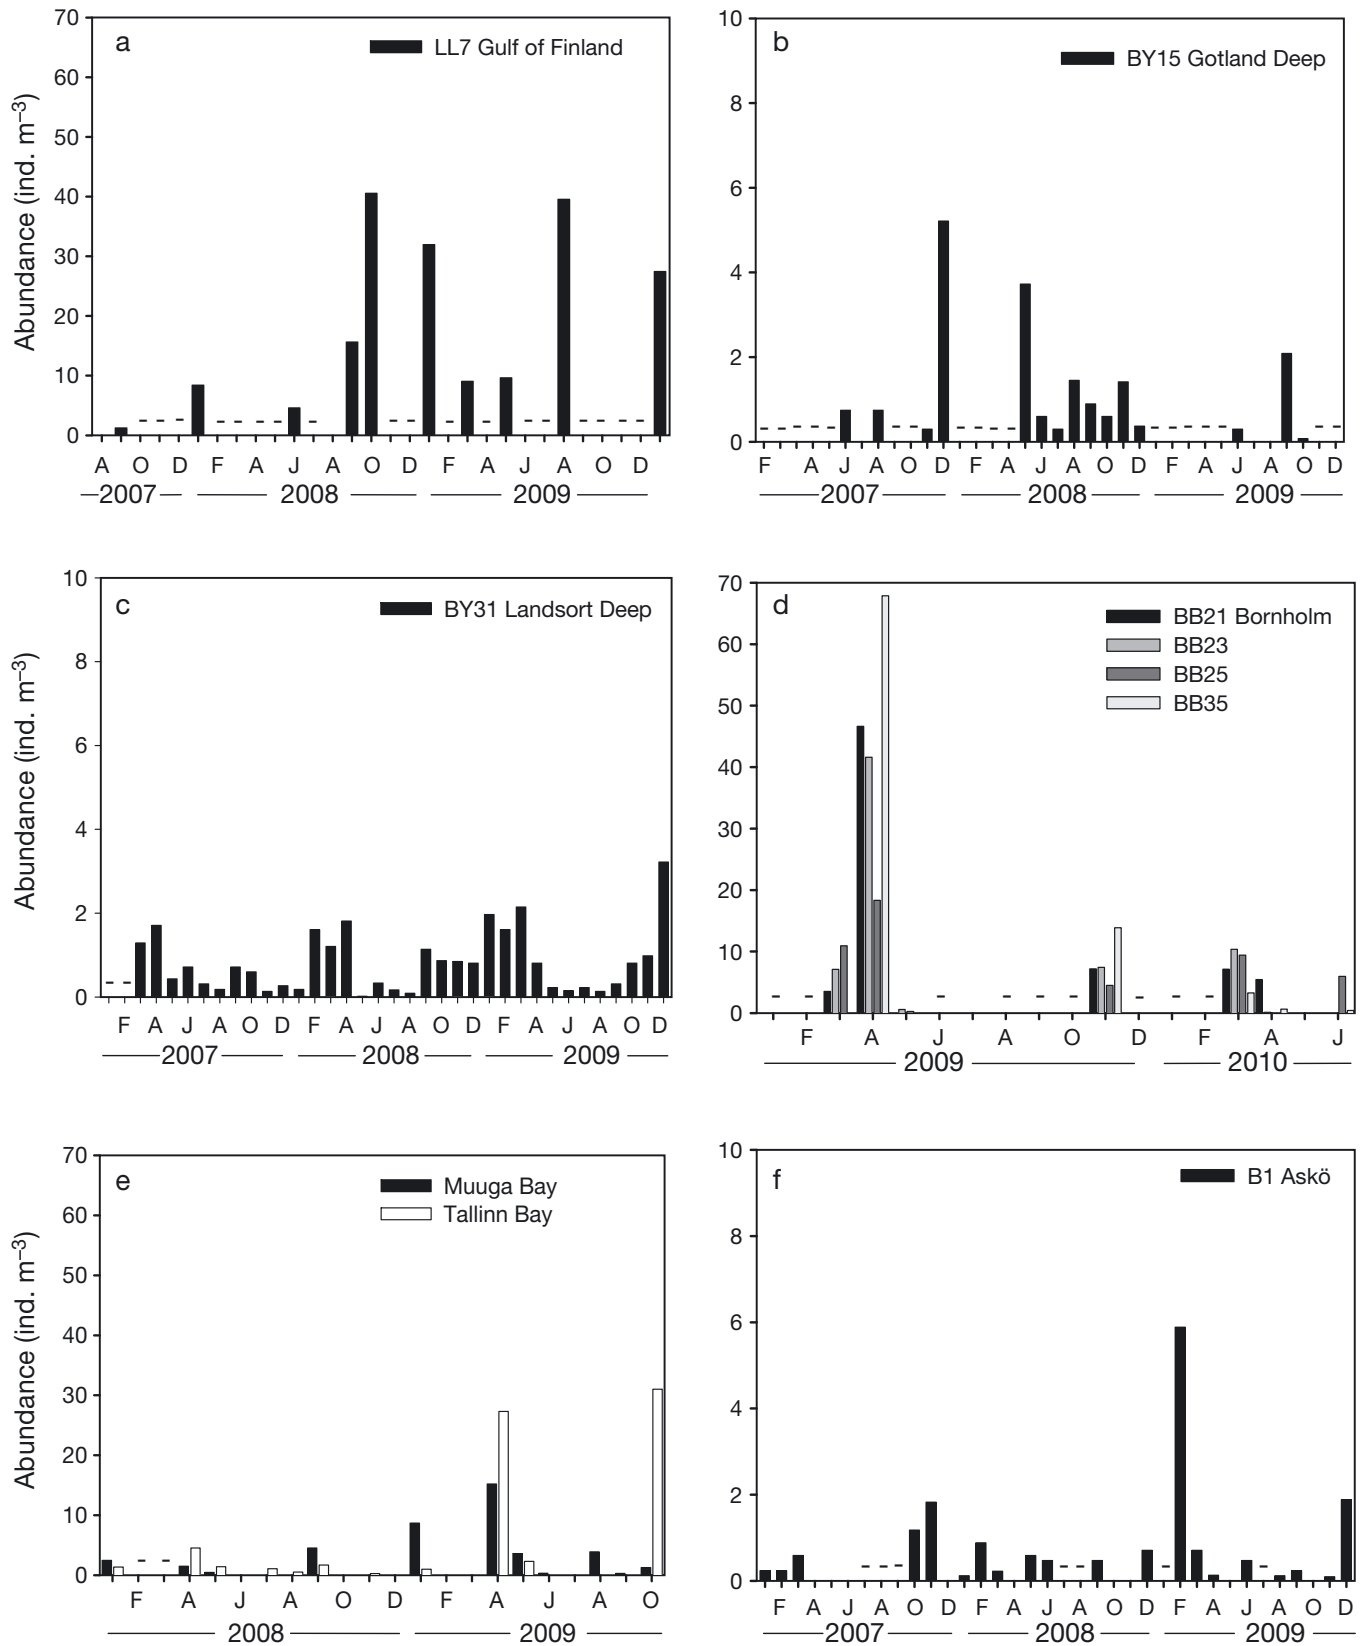 a
LL7 Gulf of Finland
Abundance (ind. m⁻³)
70
60
50
40
30
20
10
0
A O D F A J A O D F A J A O D
2007 2008 2009
b
BY15 Gotland Deep
10
8
6
4
2
0
F A J A O D F A J A O D F A J A O D
2007 2008 2009
c
BY31 Landsort Deep
Abundance (ind. m⁻³)
10
8
6
4
2
0
F A J A O D F A J A O D F A J A O D
2007 2008 2009
d
BB21 Bornholm
BB23
BB25
BB35
70
60
50
40
30
20
10
0
F A J A O D F A J
2009 2010
e
Muuga Bay
Tallinn Bay
Abundance (ind. m⁻³)
70
60
50
40
30
20
10
0
F A J A O D F A J A O
2008 2009
f
B1 Askö
10
8
6
4
2
0
F A J A O D F A J A O D F A J A O D
2007 2008 2009